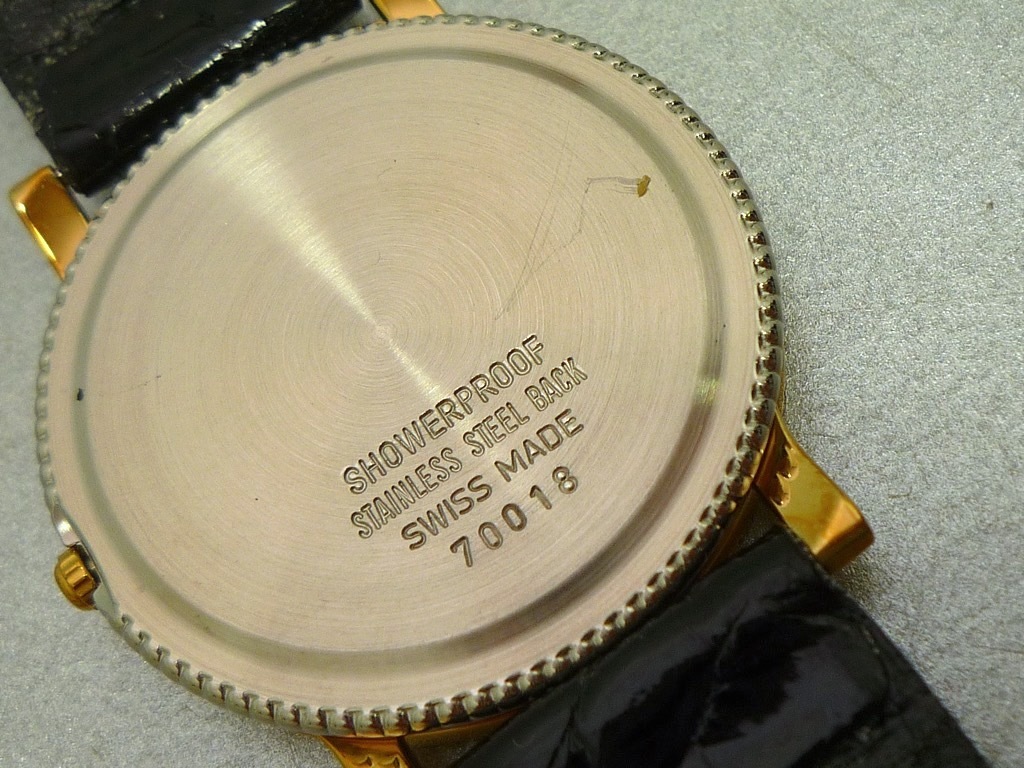 SHOWERPROOF
STAINLESS STEEL BACK
SWISS MADE
70018